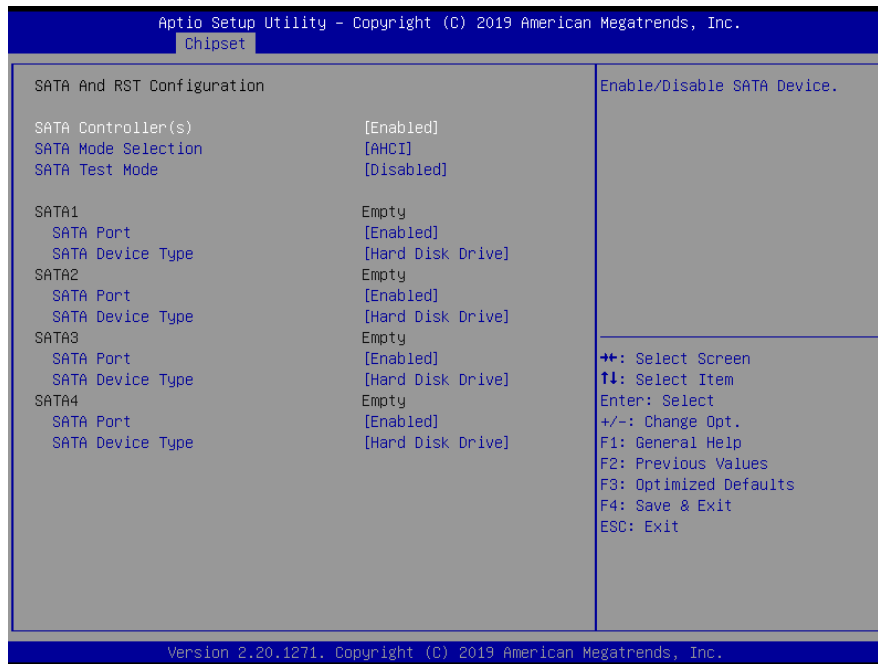 Aptio Setup Utility – Copyright (C) 2019 American Megatrends, Inc.
Chipset
SATA And RST Configuration
SATA Controller(s) [Enabled]
SATA Mode Selection [AHCI]
SATA Test Mode [Disabled]
SATA1 Empty
SATA Port [Enabled]
SATA Device Type [Hard Disk Drive]
SATA2 Empty
SATA Port [Enabled]
SATA Device Type [Hard Disk Drive]
SATA3 Empty
SATA Port [Enabled]
SATA Device Type [Hard Disk Drive]
SATA4 Empty
SATA Port [Enabled]
SATA Device Type [Hard Disk Drive]
Enable/Disable SATA Device.
→←: Select Screen
↑↓: Select Item
Enter: Select
+/-: Change Opt.
F1: General Help
F2: Previous Values
F3: Optimized Defaults
F4: Save & Exit
ESC: Exit
Version 2.20.1271. Copyright (C) 2019 American Megatrends, Inc.